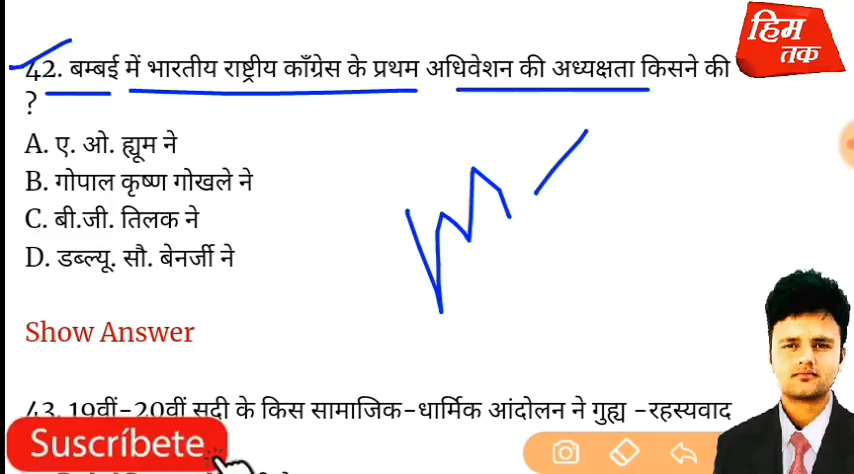 हिम
तक
42. बम्बई में भारतीय राष्ट्रीय काँग्रेस के प्रथम अधिवेशन की अध्यक्षता किसने की
?
A. ए. ओ. ह्यूम ने
B. गोपाल कृष्ण गोखले ने
C. बी.जी. तिलक ने
D. डब्ल्यू. सौ. बेनर्जी ने
Show Answer
43. 19वीं-20वीं सदी के किस सामाजिक-धार्मिक आंदोलन ने गुह्य -रहस्यवाद
Suscríbete